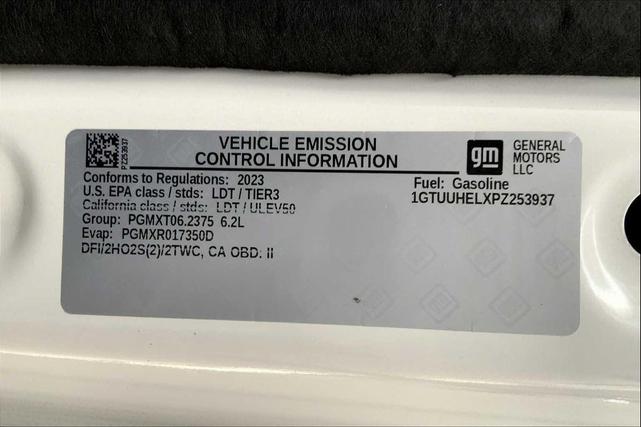 PZ253937
VEHICLE EMISSION
CONTROL INFORMATION
gm
GENERAL
MOTORS
LLC
Conforms to Regulations: 2023
U.S. EPA class / stds: LDT / TIER3
California class / stds: LDT / ULEV50
Group: PGMXT06.2375 6.2L
Evap: PGMXR017350D
DFI/2HO2S(2)/2TWC, CA OBD. II
Fuel: Gasoline
1GTUUHELXPZ253937